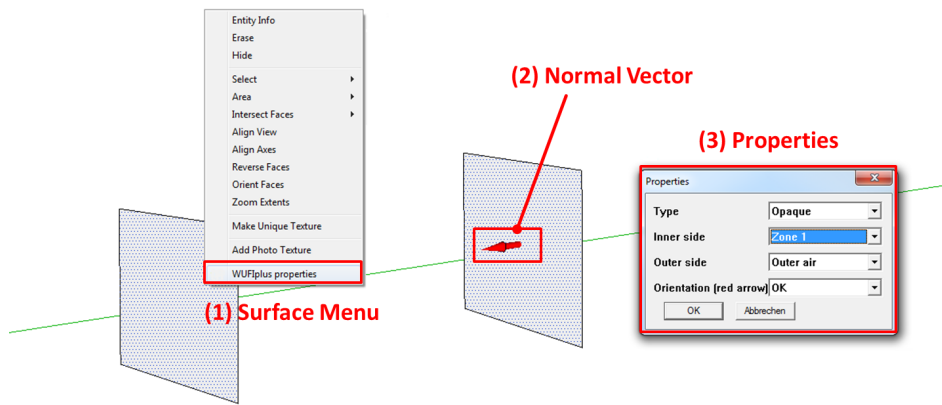 Entity Info
Erase
Hide
Select
Area
Intersect Faces
Align View
Align Axes
Reverse Faces
Orient Faces
Zoom Extents
Make Unique Texture
Add Photo Texture
WUFIplus properties
(1) Surface Menu
(2) Normal Vector
(3) Properties
Properties
Type Opaque
Inner side Zone 1
Outer side Outer air
Orientation (red arrow) OK
OK Abbrechen